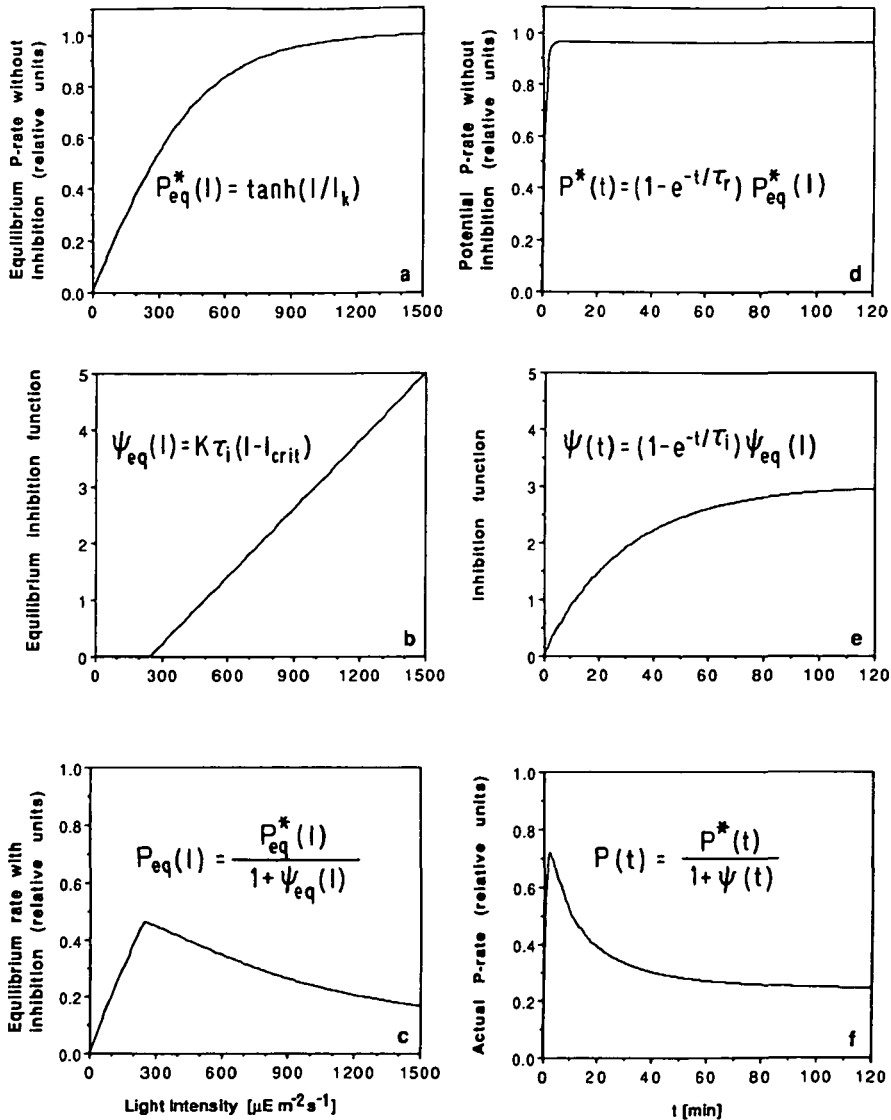 Equilibrium P-rate without
inhibition (relative units)
1.0
0.8
0.6
0.4
0.2
0.0
P*eq(I) = tanh(I/Ik)
a
0 300 600 900 1200 1500
Potential P-rate without
inhibition (relative units)
1.0
0.8
0.6
0.4
0.2
0.0
P*(t) = (1-e^-t/τr) P*eq(I)
d
0 20 40 60 80 100 120
Equilibrium inhibition function
5
4
3
2
1
0
Ψeq(I) = Kτi(I-Icrit)
b
0 300 600 900 1200 1500
Inhibition function
5
4
3
2
1
0
Ψ(t) = (1-e^-t/τi) Ψeq(I)
e
0 20 40 60 80 100 120
Equilibrium rate with
inhibition (relative units)
1.0
0.8
0.6
0.4
0.2
0.0
Peq(I) = P*eq(I) / 1 + Ψeq(I)
c
0 300 600 900 1200 1500
Light Intensity [µE m-2 s-1]
Actual P-rate (relative units)
1.0
0.8
0.6
0.4
0.2
0.0
P(t) = P*(t) / 1 + Ψ(t)
f
0 20 40 60 80 100 120
t [min]